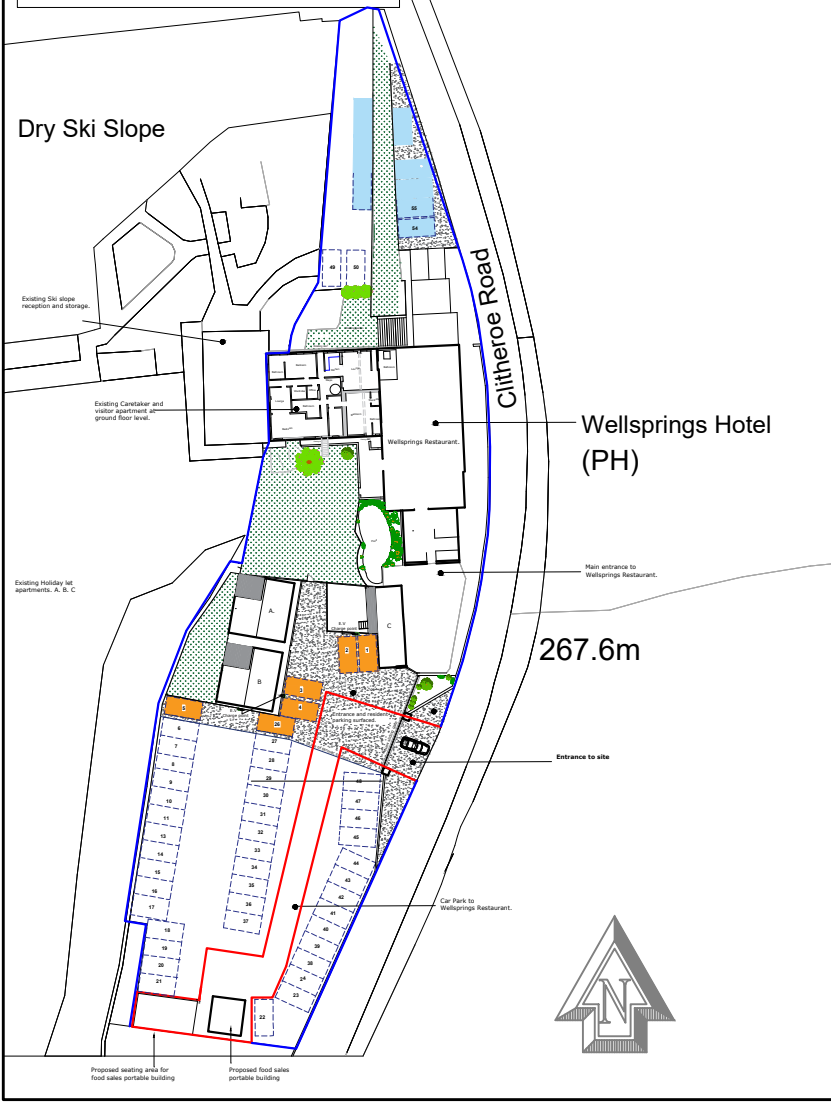 Dry Ski Slope
55
54
Clitheroe Road
49
50
Existing Ski slope
reception and storage.
Existing Caretaker and
visitor apartment at
ground floor level.
Wellsprings Restaurant.
Wellsprings Hotel
(PH)
Main entrance to
Wellsprings Restaurant.
Existing Holiday let
apartments. A. B. C
A.
B
C
E.V
Charge point
2
1
267.6m
3
4
5
26
Entrance and resident
parking surfaced.
Entrance to site
6
7
8
9
10
11
13
14
15
16
17
18
19
20
21
27
28
29
30
31
32
33
34
35
36
37
48
47
46
45
44
43
42
41
40
39
38
24
23
22
Car Park to
Wellsprings Restaurant.
N
Proposed seating area for
food sales portable building
Proposed food sales
portable building